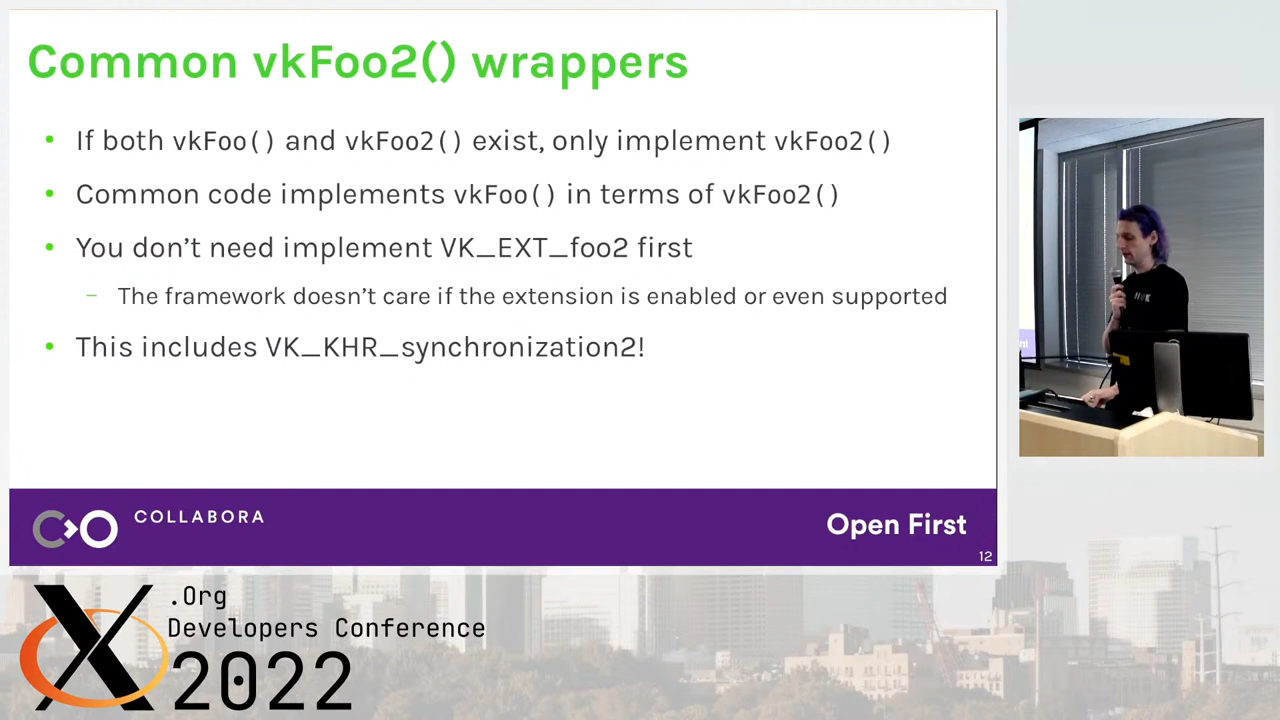 Common vkFoo2() wrappers
• If both vkFoo() and vkFoo2() exist, only implement vkFoo2()
• Common code implements vkFoo() in terms of vkFoo2()
• You don't need implement VK_EXT_foo2 first
– The framework doesn't care if the extension is enabled or even supported
• This includes VK_KHR_synchronization2!
COLLABORA
Open First
12
X.Org
Developers Conference
2022
NVK